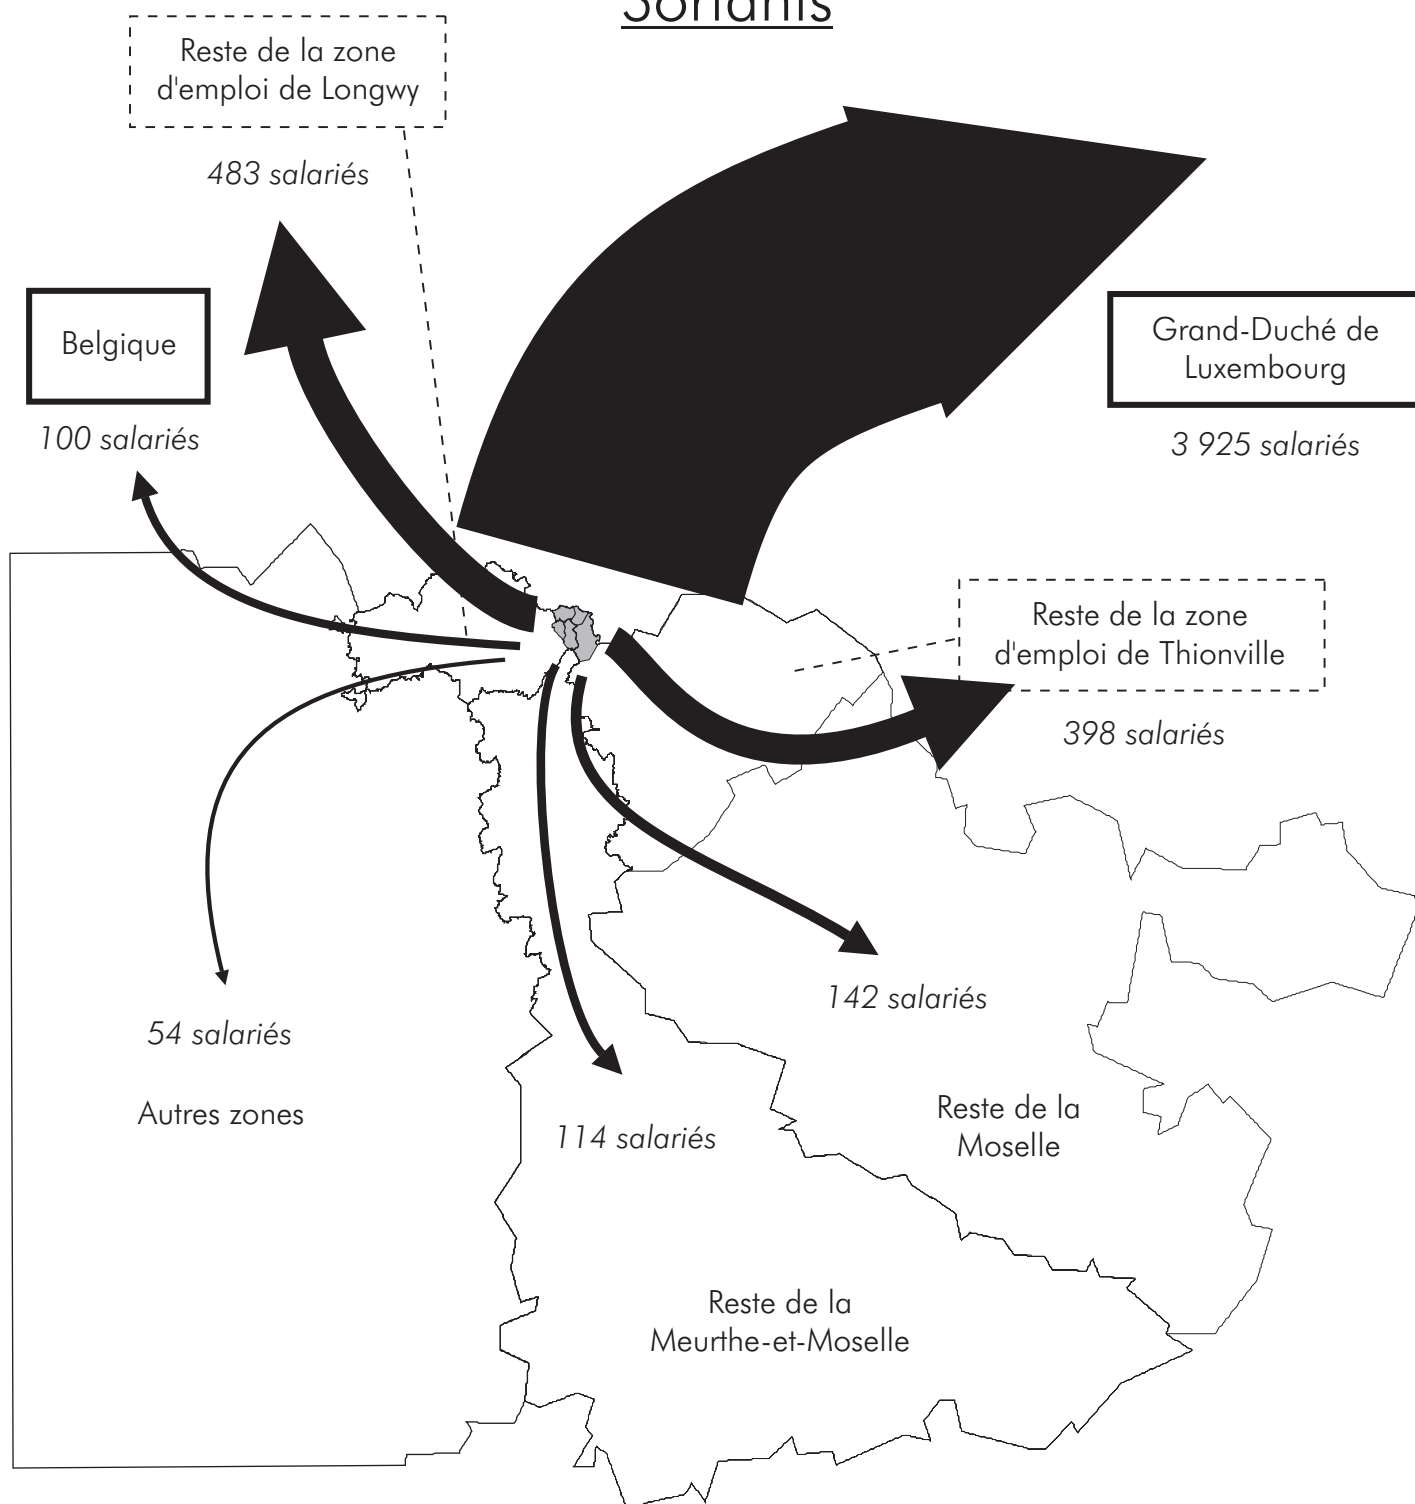 Sortants
Reste de la zone
d'emploi de Longwy
483 salariés
Belgique
100 salariés
Grand-Duché de
Luxembourg
3 925 salariés
Reste de la zone
d'emploi de Thionville
398 salariés
142 salariés
54 salariés
Autres zones
114 salariés
Reste de la
Moselle
Reste de la
Meurthe-et-Moselle